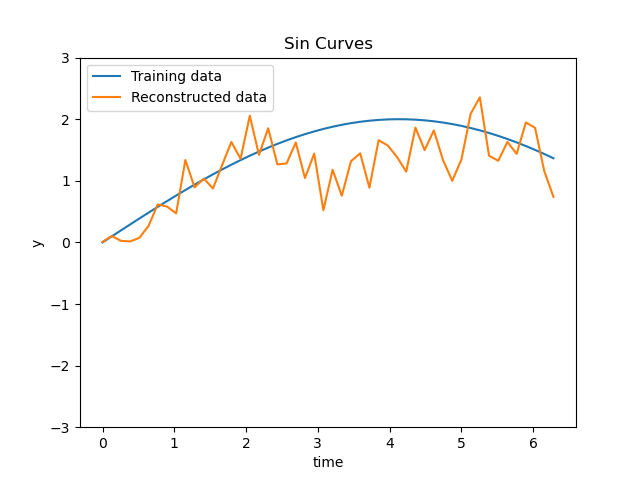 Sin Curves
Training data
Reconstructed data
3
2
1
0
−1
−2
−3
y
0 1 2 3 4 5 6
time